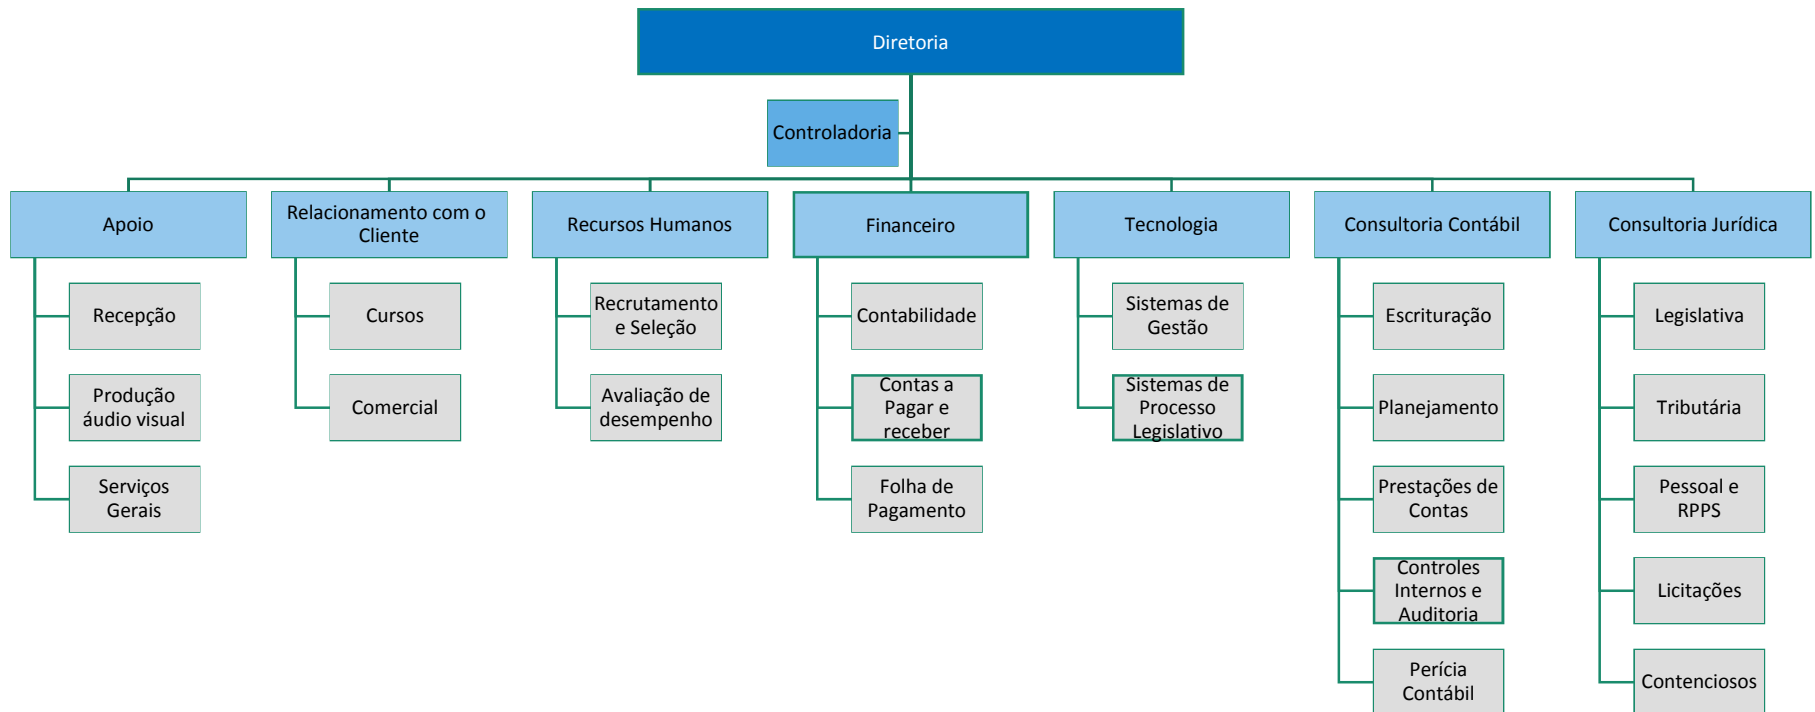 Diretoria
Controladoria
Apoio
Relacionamento com o
Cliente
Recursos Humanos
Financeiro
Tecnologia
Consultoria Contábil
Consultoria Jurídica
Recepção
Produção
áudio visual
Serviços
Gerais
Cursos
Comercial
Recrutamento
e Seleção
Avaliação de
desempenho
Contabilidade
Contas a
Pagar e
receber
Folha de
Pagamento
Sistemas de
Gestão
Sistemas de
Processo
Legislativo
Escrituração
Planejamento
Prestações de
Contas
Controles
Internos e
Auditoria
Perícia
Contábil
Legislativa
Tributária
Pessoal e
RPPS
Licitações
Contenciosos